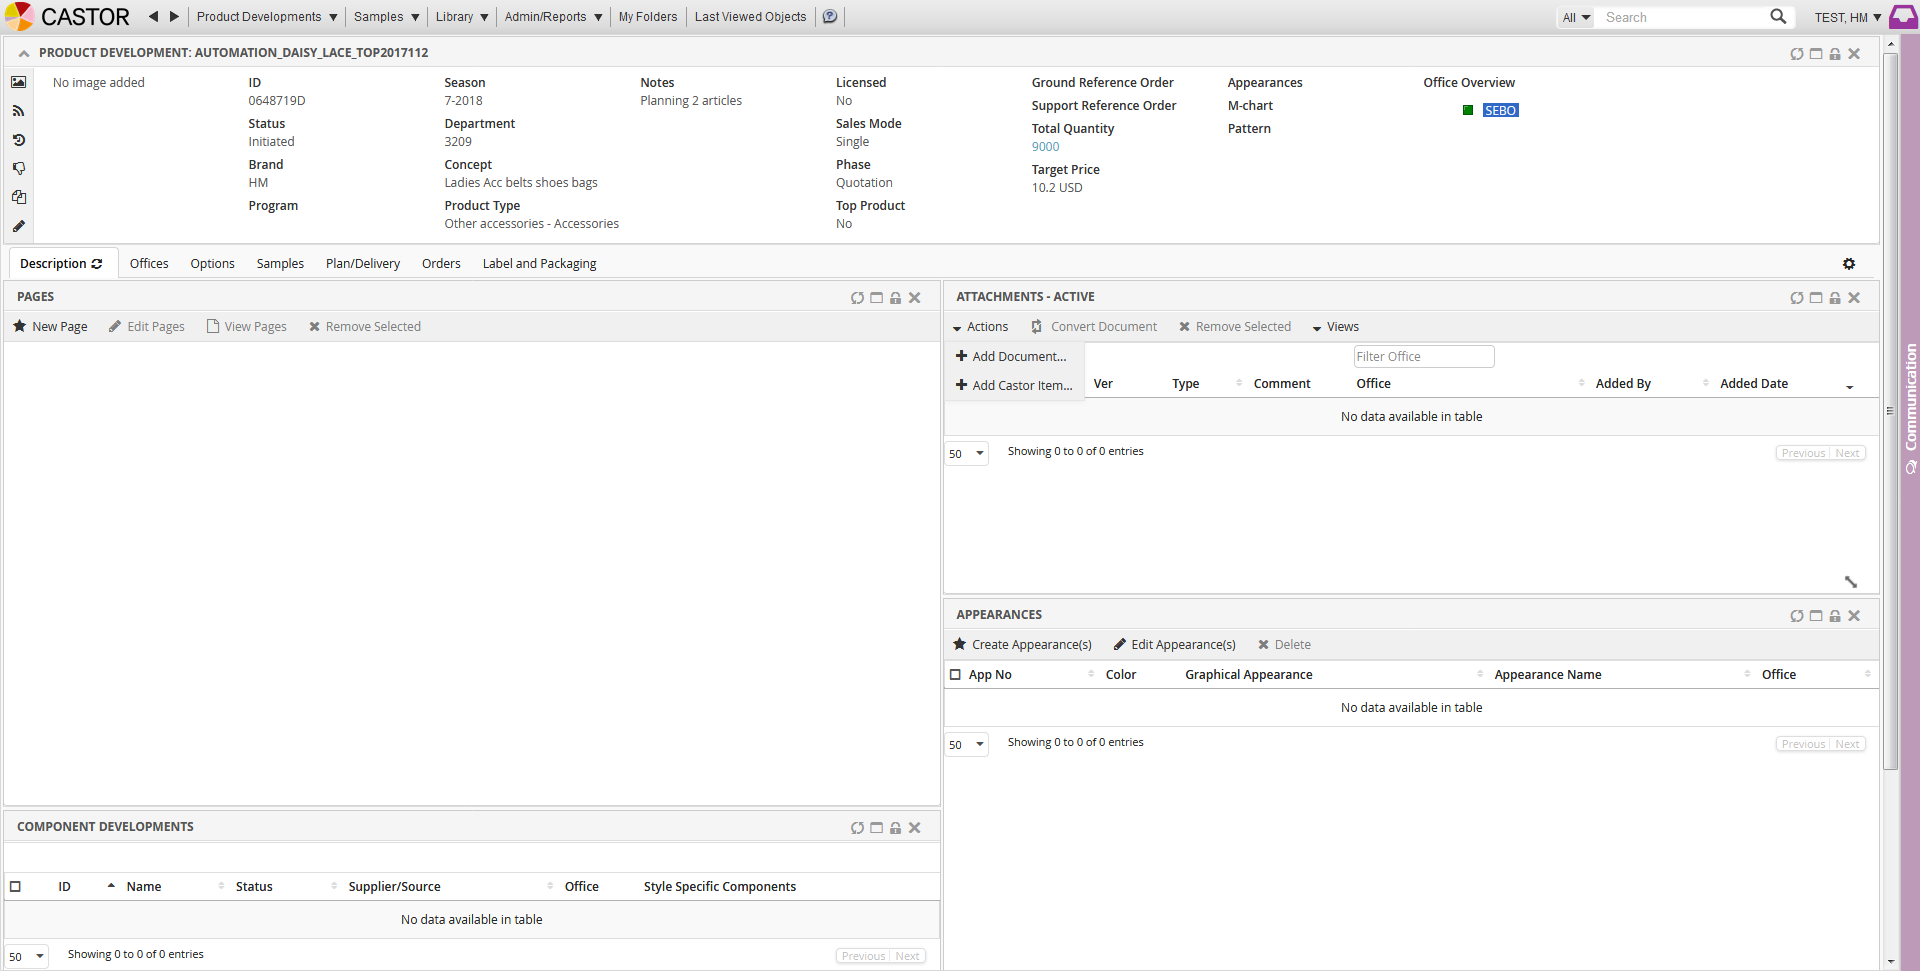 CASTOR Product Developments Samples Library Admin/Reports My Folders Last Viewed Objects All Search TEST, HM
PRODUCT DEVELOPMENT: AUTOMATION_DAISY_LACE_TOP2017112
No image added
ID
0648719D
Status
Initiated
Brand
HM
Program
Season
7-2018
Department
3209
Concept
Ladies Acc belts shoes bags
Product Type
Other accessories - Accessories
Notes
Planning 2 articles
Licensed
No
Sales Mode
Single
Phase
Quotation
Top Product
No
Ground Reference Order
Support Reference Order
Total Quantity
9000
Target Price
10.2 USD
Appearances
M-chart
Pattern
Office Overview
SEBO
Description Offices Options Samples Plan/Delivery Orders Label and Packaging
PAGES
New Page Edit Pages View Pages Remove Selected
ATTACHMENTS - ACTIVE
Actions Convert Document Remove Selected Views
Add Document...
Add Castor Item...
Filter Office
Ver Type Comment Office Added By Added Date
No data available in table
50 Showing 0 to 0 of 0 entries Previous Next
APPEARANCES
Create Appearance(s) Edit Appearance(s) Delete
App No Color Graphical Appearance Appearance Name Office
No data available in table
50 Showing 0 to 0 of 0 entries Previous Next
COMPONENT DEVELOPMENTS
ID Name Status Supplier/Source Office Style Specific Components
No data available in table
50 Showing 0 to 0 of 0 entries Previous Next
Communication